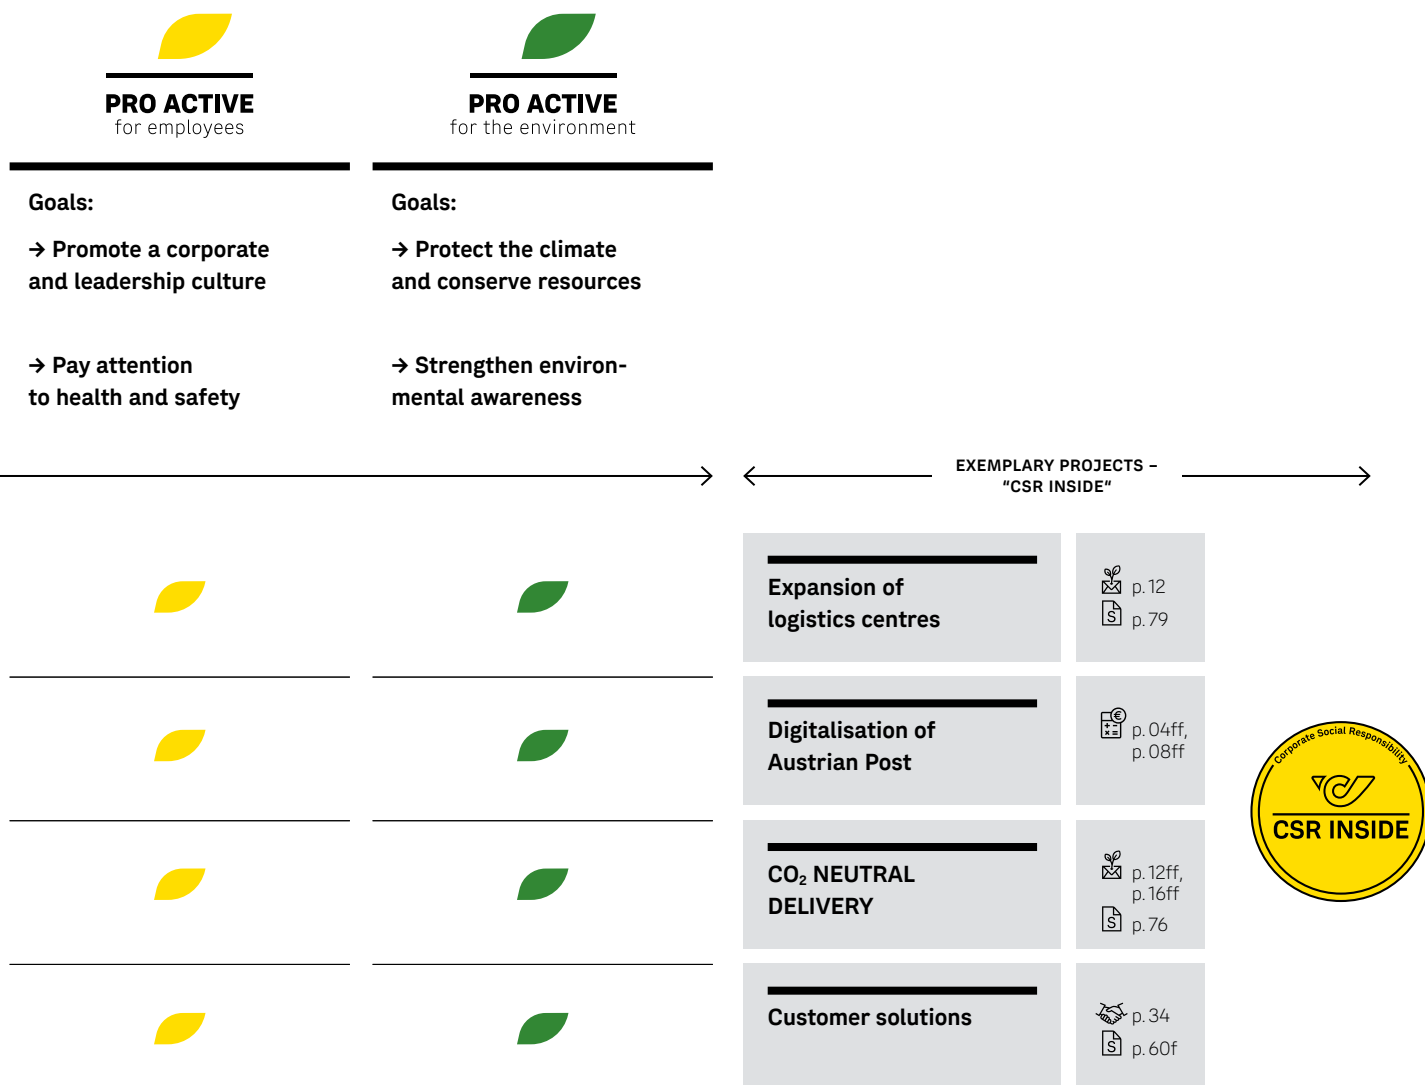 PRO ACTIVE
for employees
PRO ACTIVE
for the environment
Goals:
→ Promote a corporate
and leadership culture
→ Pay attention
to health and safety
Goals:
→ Protect the climate
and conserve resources
→ Strengthen environ-
mental awareness
EXEMPLARY PROJECTS –
“CSR INSIDE“
Expansion of
logistics centres
p. 12
S p. 79
Digitalisation of
Austrian Post
€ p. 04ff,
p. 08ff
CO₂ NEUTRAL
DELIVERY
p. 12ff,
p. 16ff
S p. 76
Customer solutions
p. 34
S p. 60f
Corporate Social Responsibility
CSR INSIDE